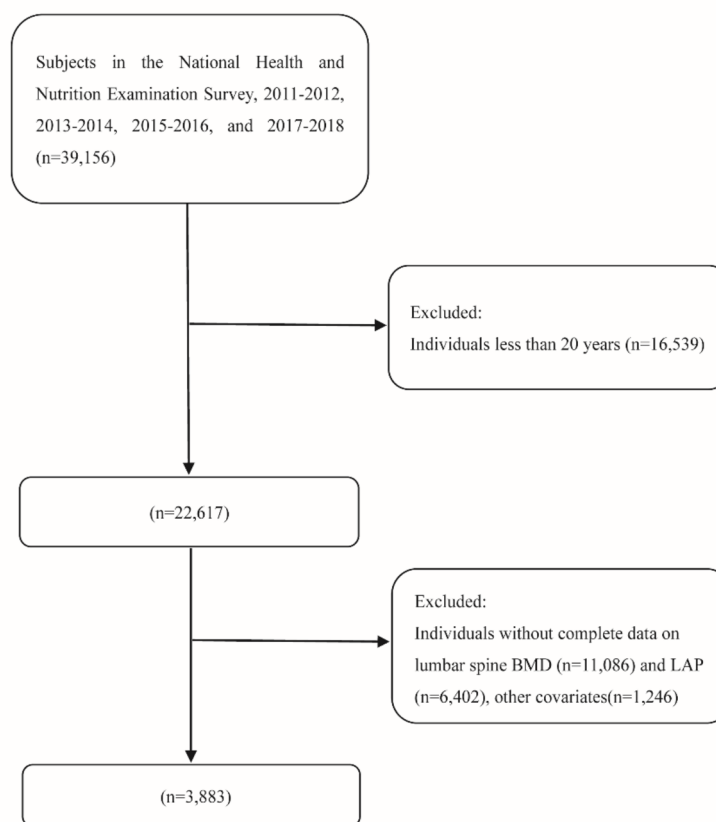 Subjects in the National Health and
Nutrition Examination Survey, 2011-2012,
2013-2014, 2015-2016, and 2017-2018
(n=39,156)
Excluded:
Individuals less than 20 years (n=16,539)
(n=22,617)
Excluded:
Individuals without complete data on
lumbar spine BMD (n=11,086) and LAP
(n=6,402), other covariates(n=1,246)
(n=3,883)